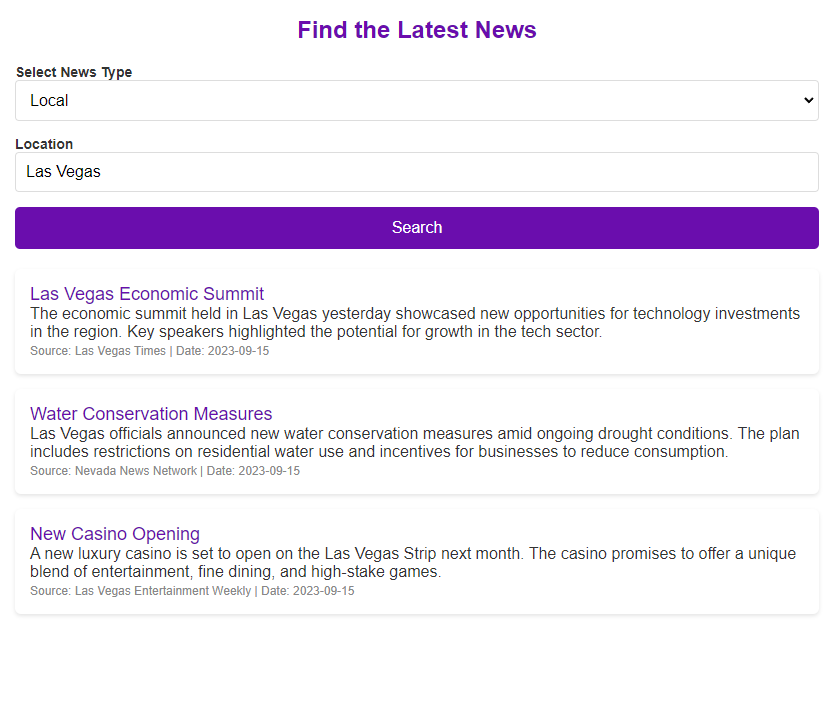 Find the Latest News
Select News Type
Local
Location
Las Vegas
Search
Las Vegas Economic Summit
The economic summit held in Las Vegas yesterday showcased new opportunities for technology investments
in the region. Key speakers highlighted the potential for growth in the tech sector.
Source: Las Vegas Times | Date: 2023-09-15
Water Conservation Measures
Las Vegas officials announced new water conservation measures amid ongoing drought conditions. The plan
includes restrictions on residential water use and incentives for businesses to reduce consumption.
Source: Nevada News Network | Date: 2023-09-15
New Casino Opening
A new luxury casino is set to open on the Las Vegas Strip next month. The casino promises to offer a unique
blend of entertainment, fine dining, and high-stake games.
Source: Las Vegas Entertainment Weekly | Date: 2023-09-15